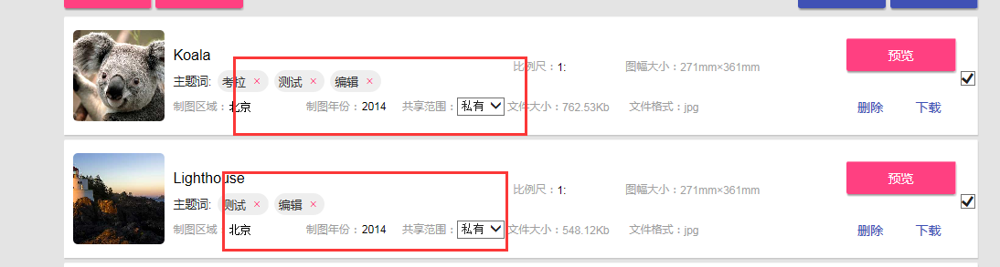 Koala
比例尺：1: 图幅大小：271mm×361mm 预览
主题词: 考拉 × 测试 × 编辑 ×
制图区域：北京 制图年份：2014 共享范围：私有 文件大小：762.53Kb 文件格式：jpg 删除 下载
Lighthouse
比例尺：1: 图幅大小：271mm×361mm 预览
主题词: 测试 × 编辑 ×
制图区域：北京 制图年份：2014 共享范围：私有 文件大小：548.12Kb 文件格式：jpg 删除 下载